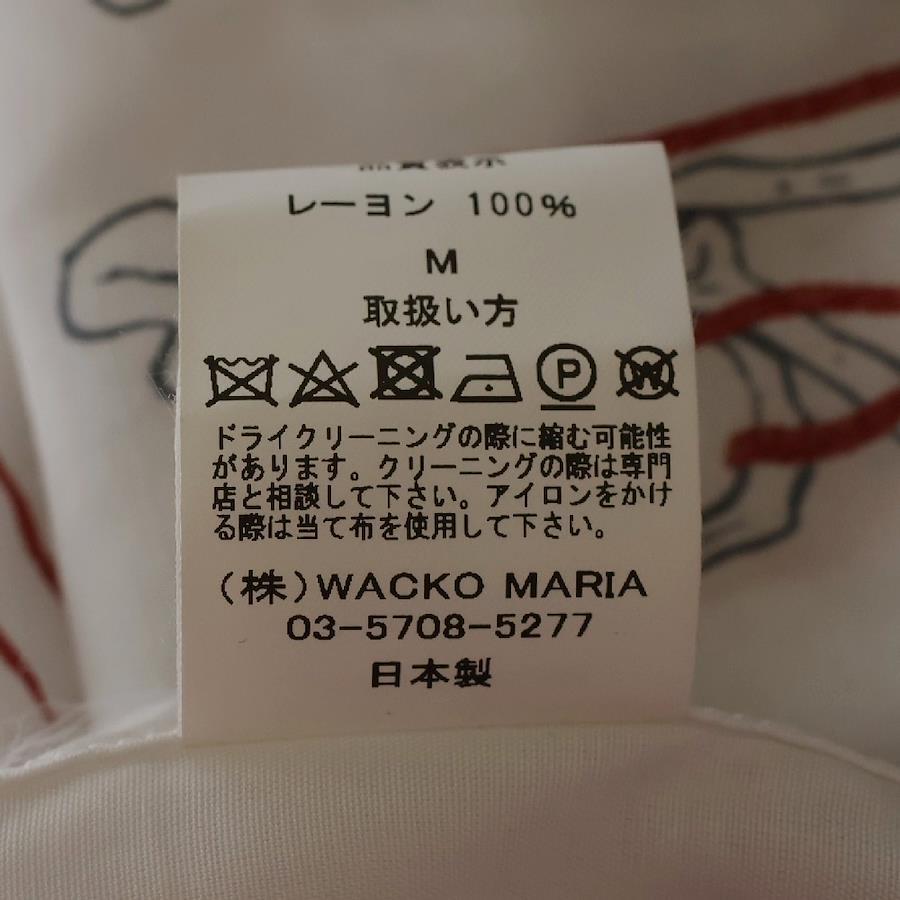 品質表示
レーヨン 100%
M
取扱い方
P
W
ドライクリーニングの際に縮む可能性
があります。クリーニングの際は専門
店と相談して下さい。アイロンをかけ
る際は当て布を使用して下さい。
(株)WACKO MARIA
03-5708-5277
日本製